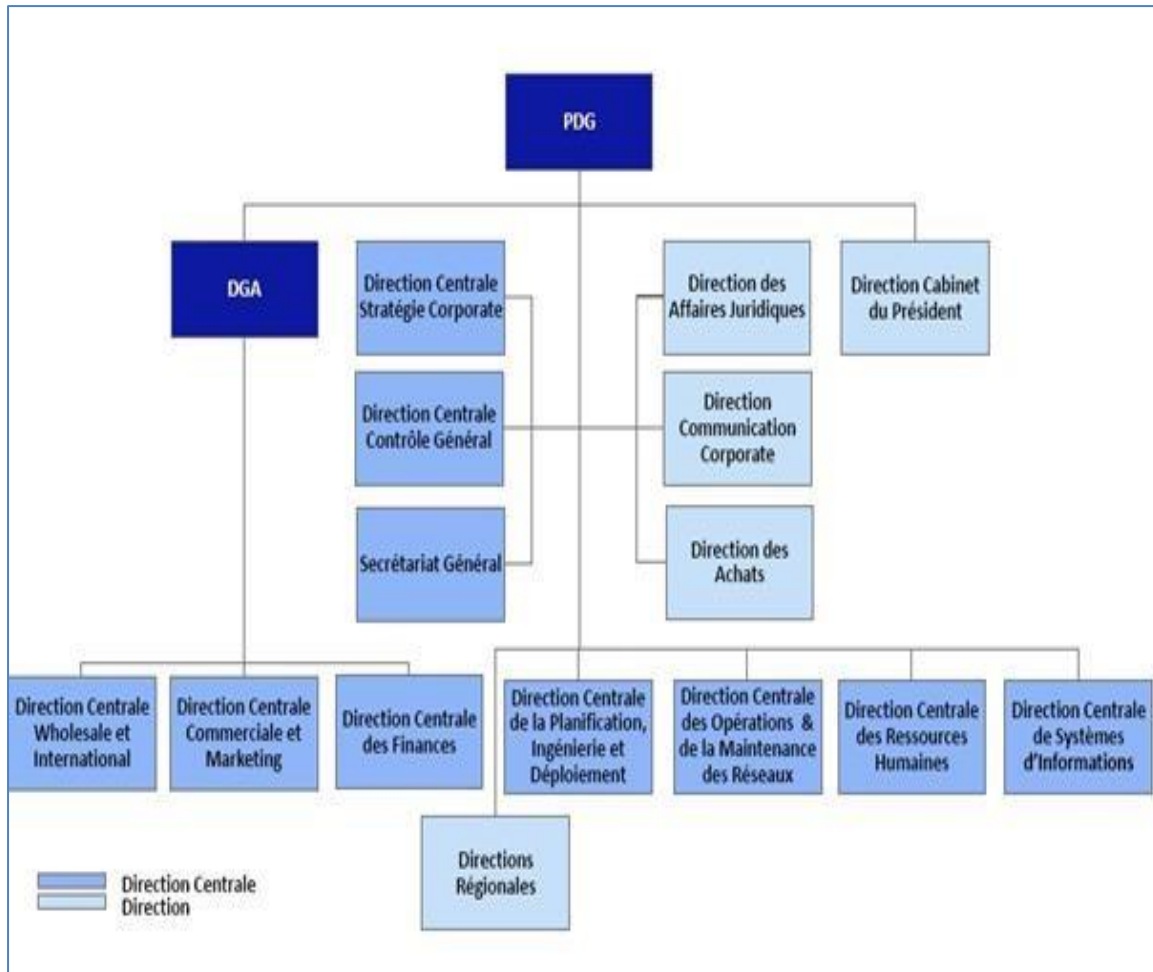 PDG
DGA
Direction Centrale
Stratégie Corporate
Direction des
Affaires Juridiques
Direction Cabinet
du Président
Direction Centrale
Contrôle Général
Direction
Communication
Corporate
Secrétariat Général
Direction des
Achats
Direction Centrale
Wholesale et
International
Direction Centrale
Commerciale et
Marketing
Direction Centrale
des Finances
Direction Centrale
de la Planification,
Ingénierie et
Déploiement
Direction Centrale
des Opérations &
de la Maintenance
des Réseaux
Direction Centrale
des Ressources
Humaines
Direction Centrale
de Systèmes
d'Informations
Directions
Régionales
Direction Centrale
Direction